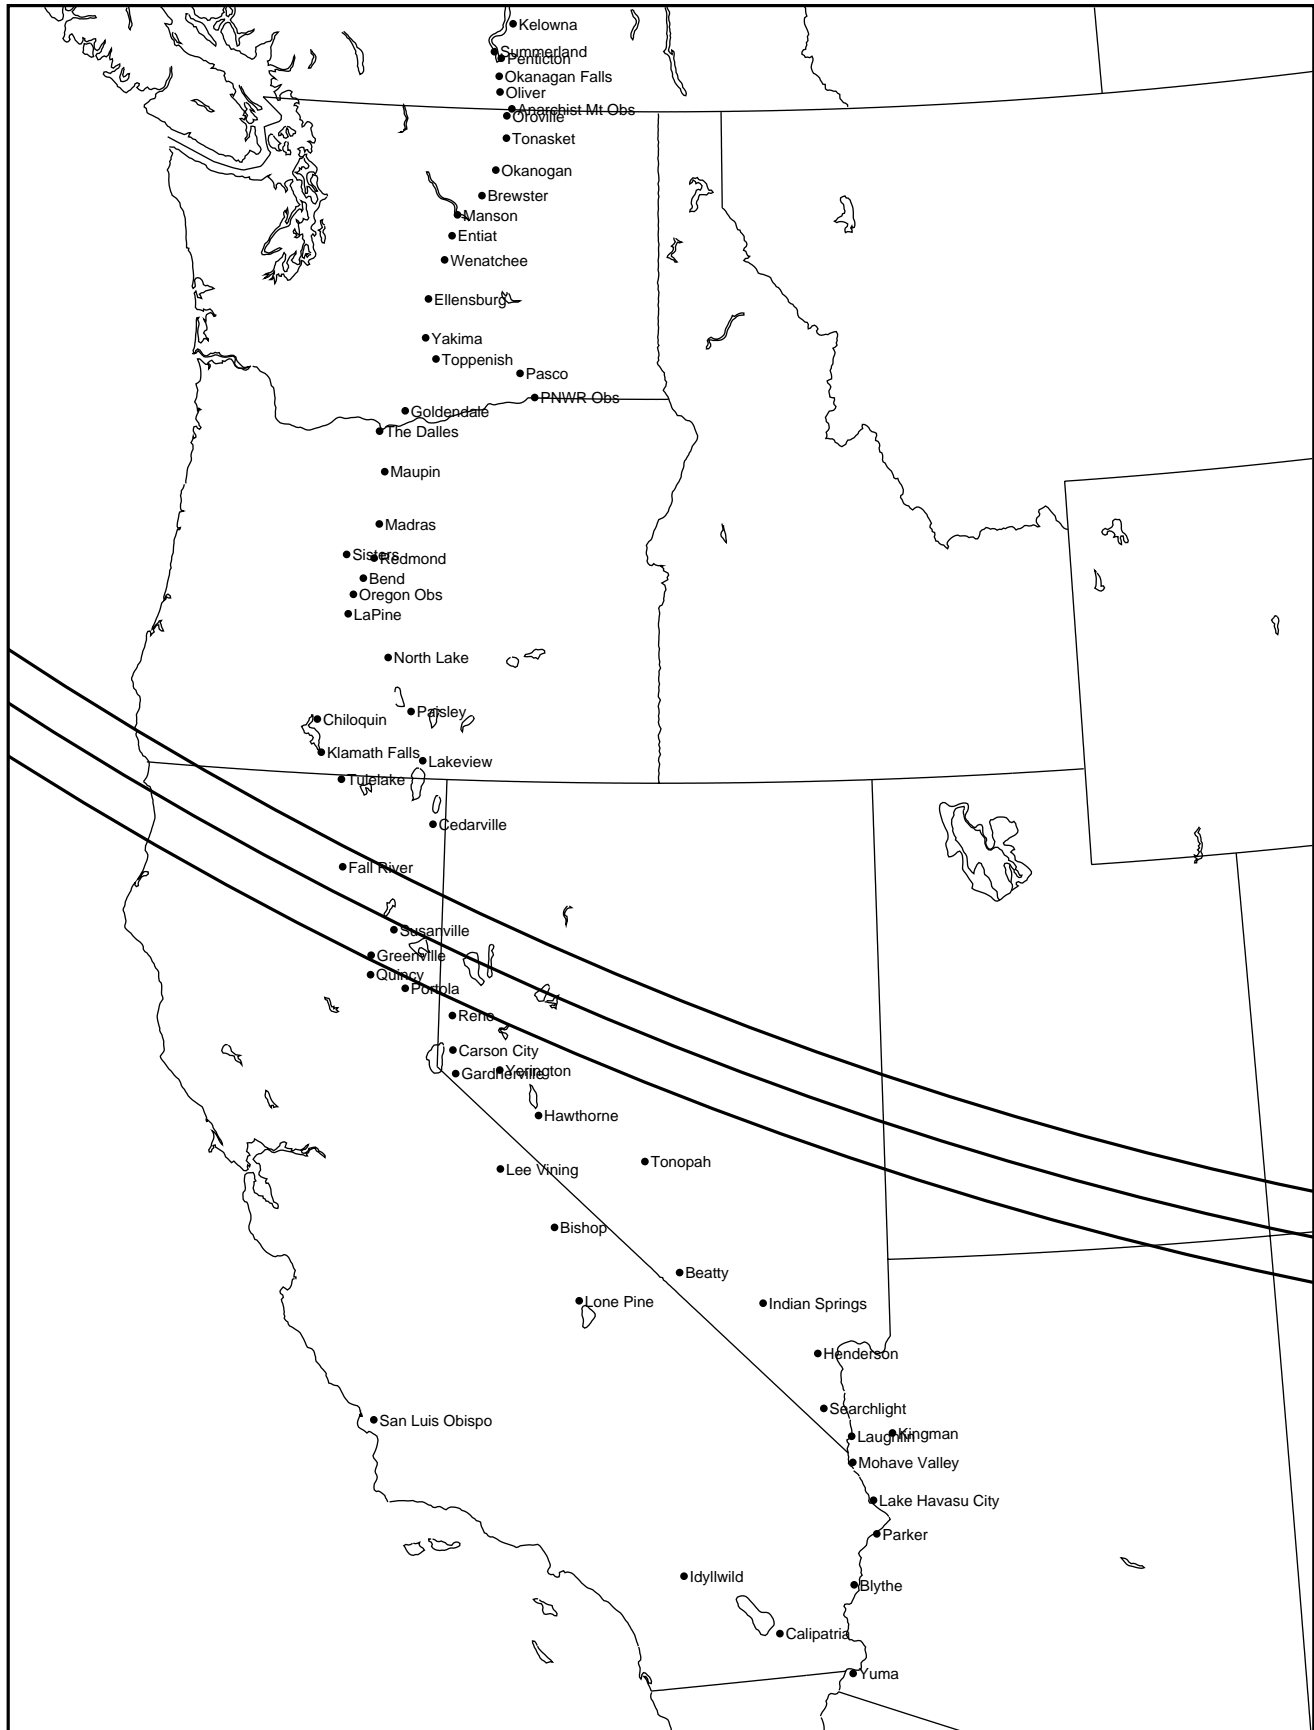 Kelowna
Summerland
Penticton
Okanagan Falls
Oliver
Anarchist Mt Obs
Oroville
Tonasket
Okanogan
Brewster
Manson
Entiat
Wenatchee
Ellensburg
Yakima
Toppenish
Pasco
PNWR Obs
Goldendale
The Dalles
Maupin
Madras
Sisters
Redmond
Bend
Oregon Obs
LaPine
North Lake
Paisley
Chiloquin
Klamath Falls
Lakeview
Tulelake
Cedarville
Fall River
Susanville
Greenville
Quincy
Portola
Reno
Carson City
Yerington
Gardnerville
Hawthorne
Tonopah
Lee Vining
Bishop
Beatty
Lone Pine
Indian Springs
Henderson
Searchlight
San Luis Obispo
Kingman
Laughlin
Mohave Valley
Lake Havasu City
Parker
Idyllwild
Blythe
Calipatria
Yuma